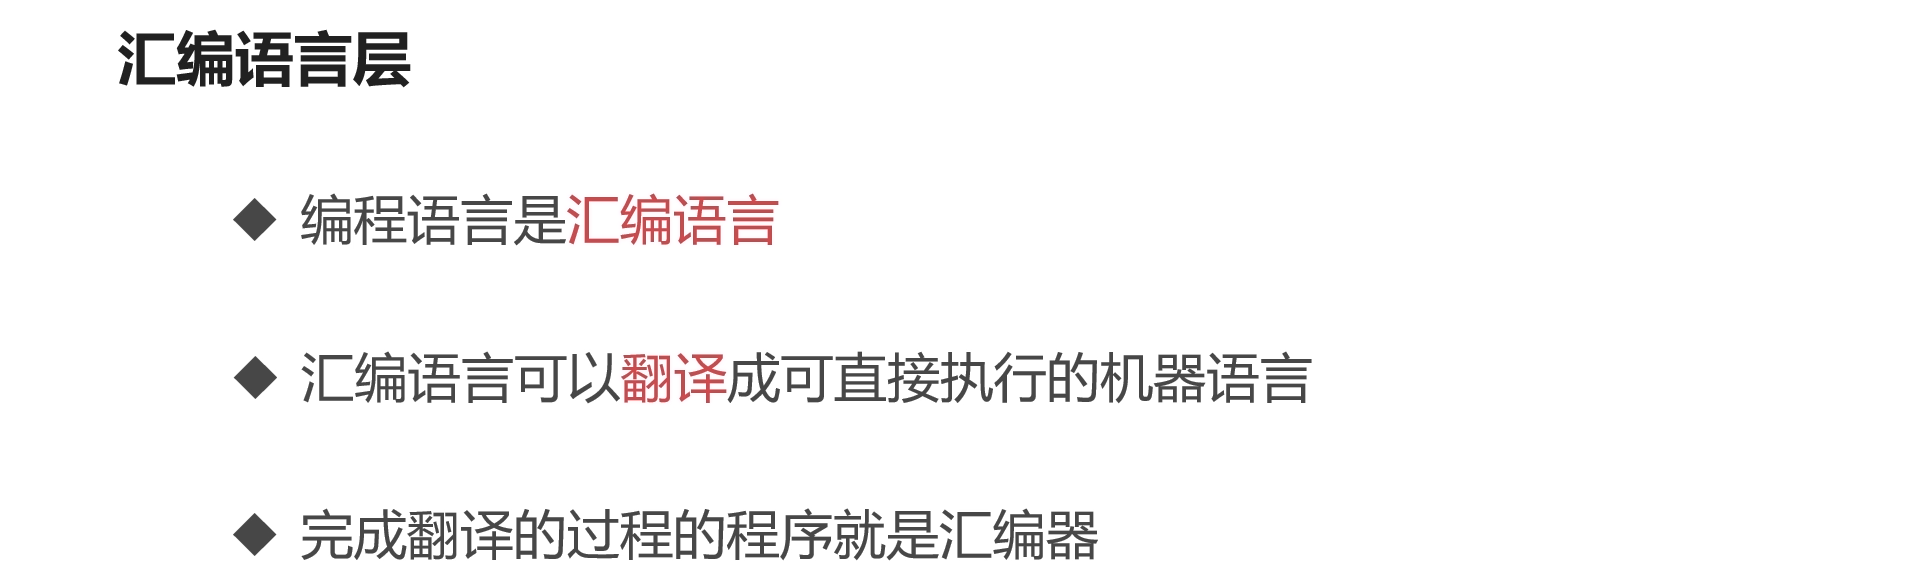 汇编语言层
◆ 编程语言是汇编语言
◆ 汇编语言可以翻译成可直接执行的机器语言
◆ 完成翻译的过程的程序就是汇编器